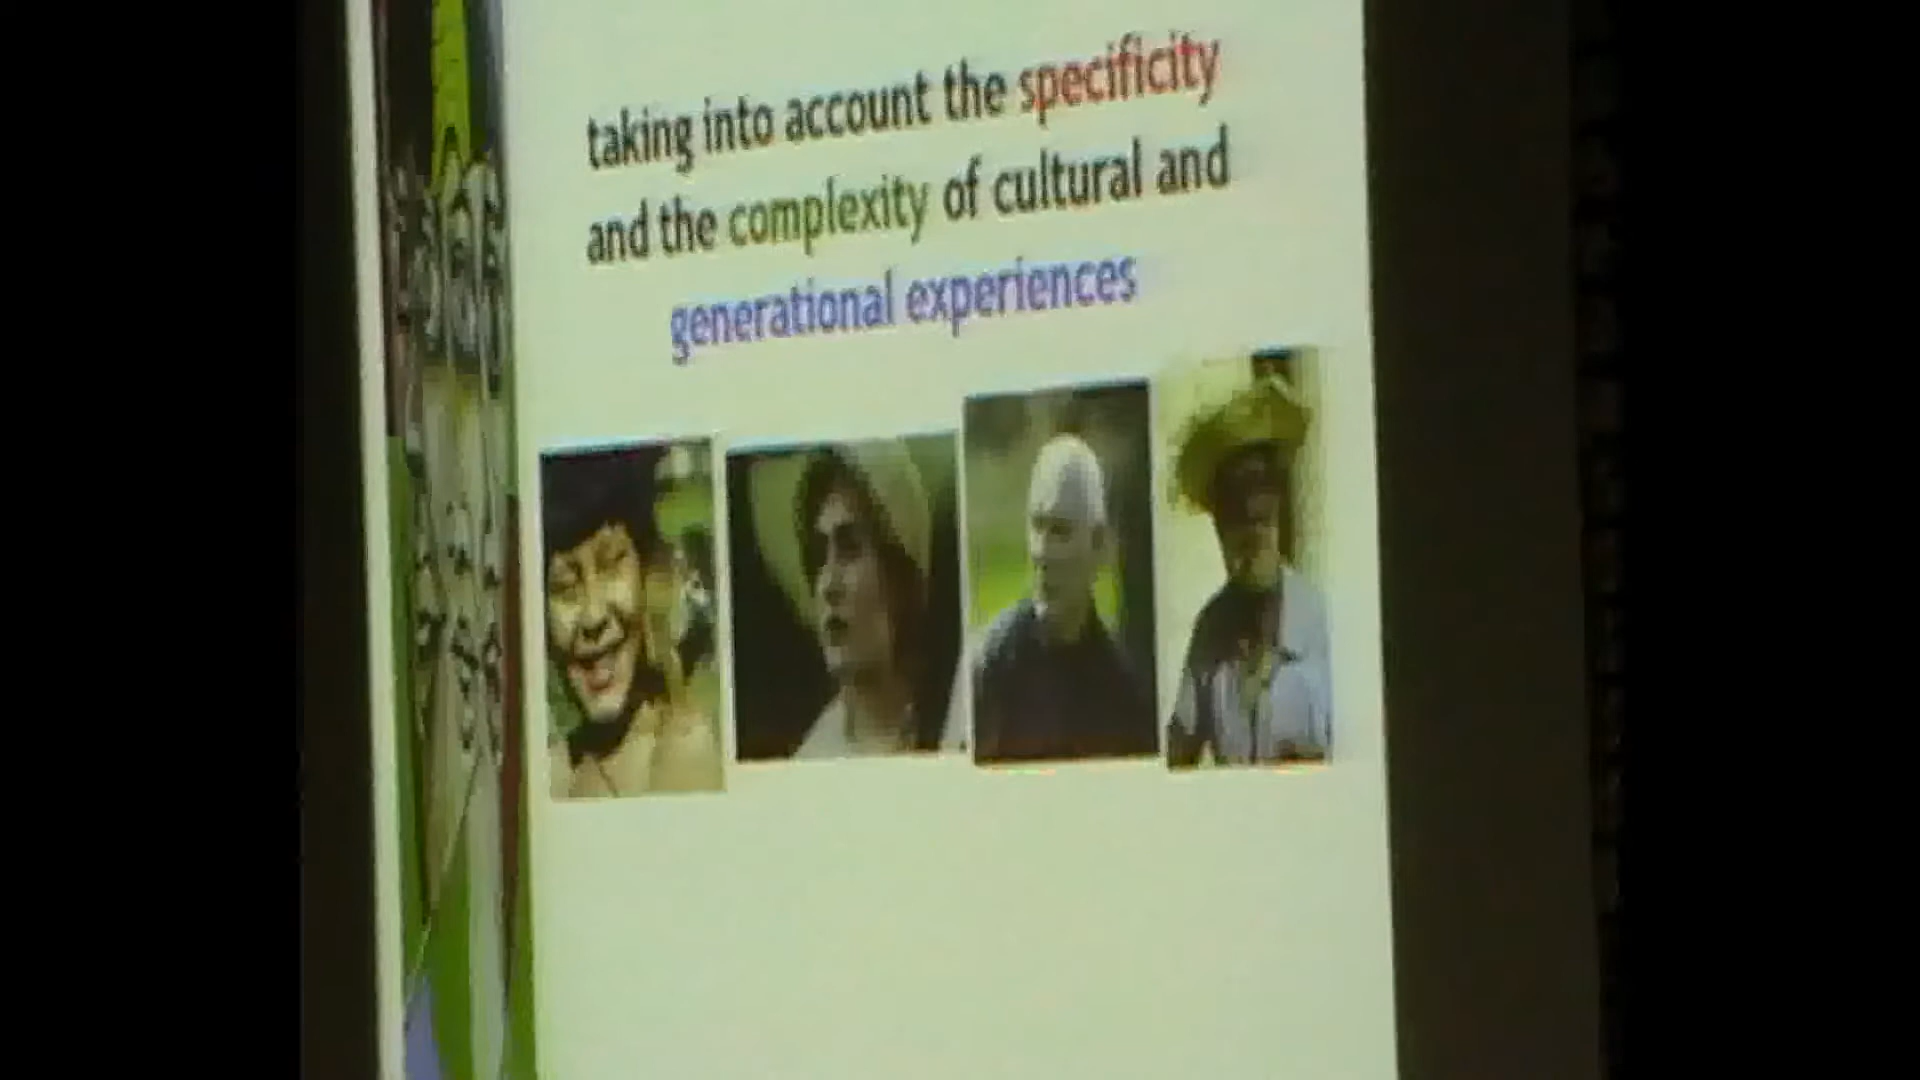 taking into account the specificity
and the complexity of cultural and
generational experiences